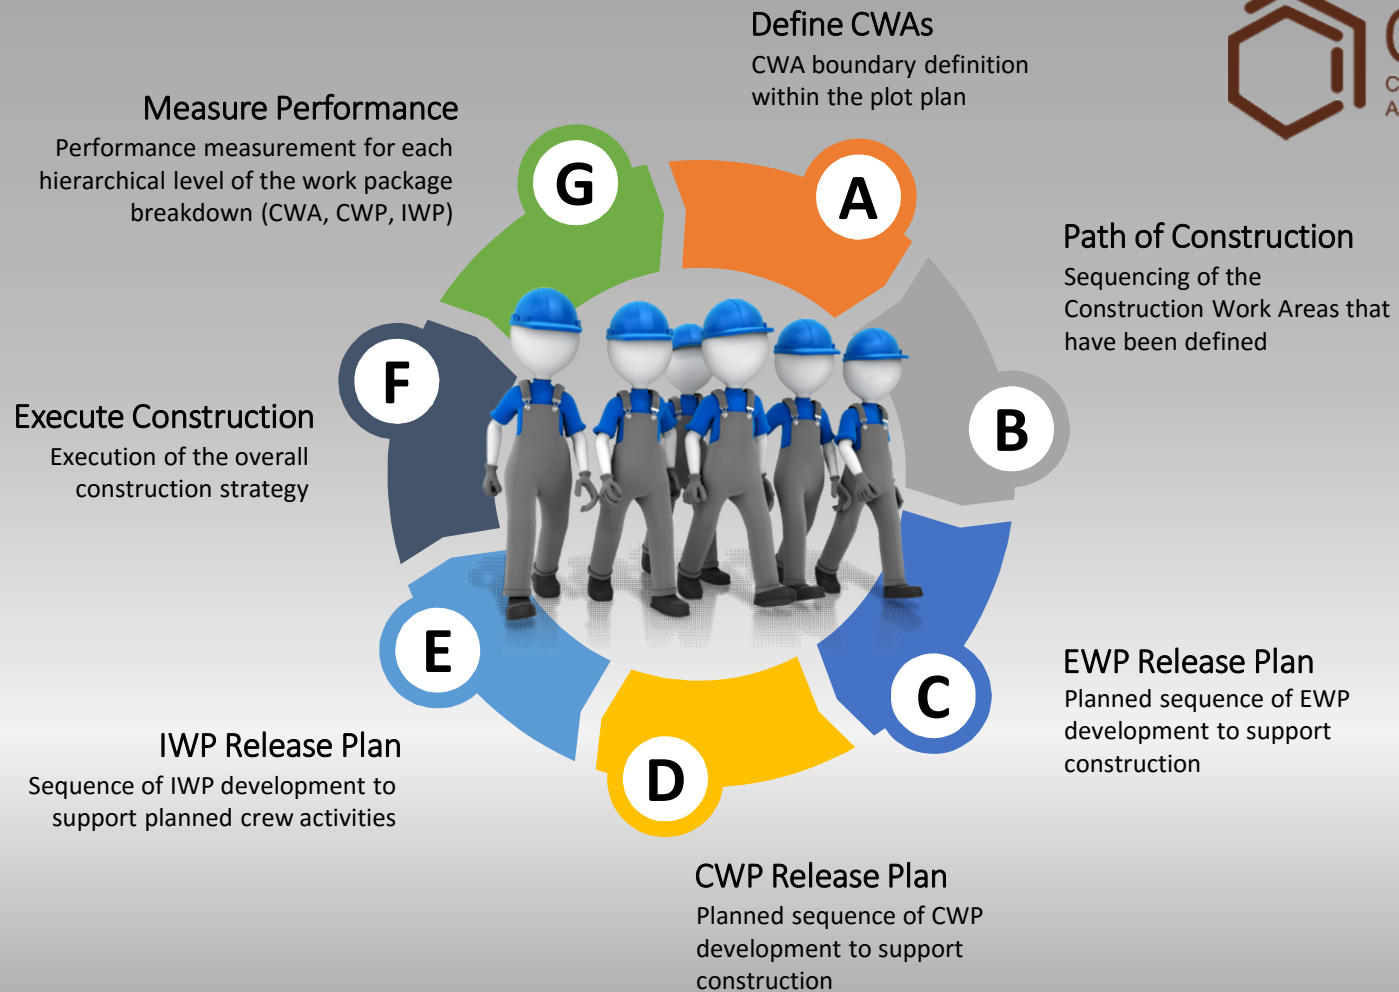 Define CWAs
CWA boundary definition
within the plot plan
A
Path of Construction
Sequencing of the
Construction Work Areas that
have been defined
B
EWP Release Plan
Planned sequence of EWP
development to support
construction
C
CWP Release Plan
Planned sequence of CWP
development to support
construction
D
IWP Release Plan
Sequence of IWP development to
support planned crew activities
E
Execute Construction
Execution of the overall
construction strategy
F
Measure Performance
Performance measurement for each
hierarchical level of the work package
breakdown (CWA, CWP, IWP)
G